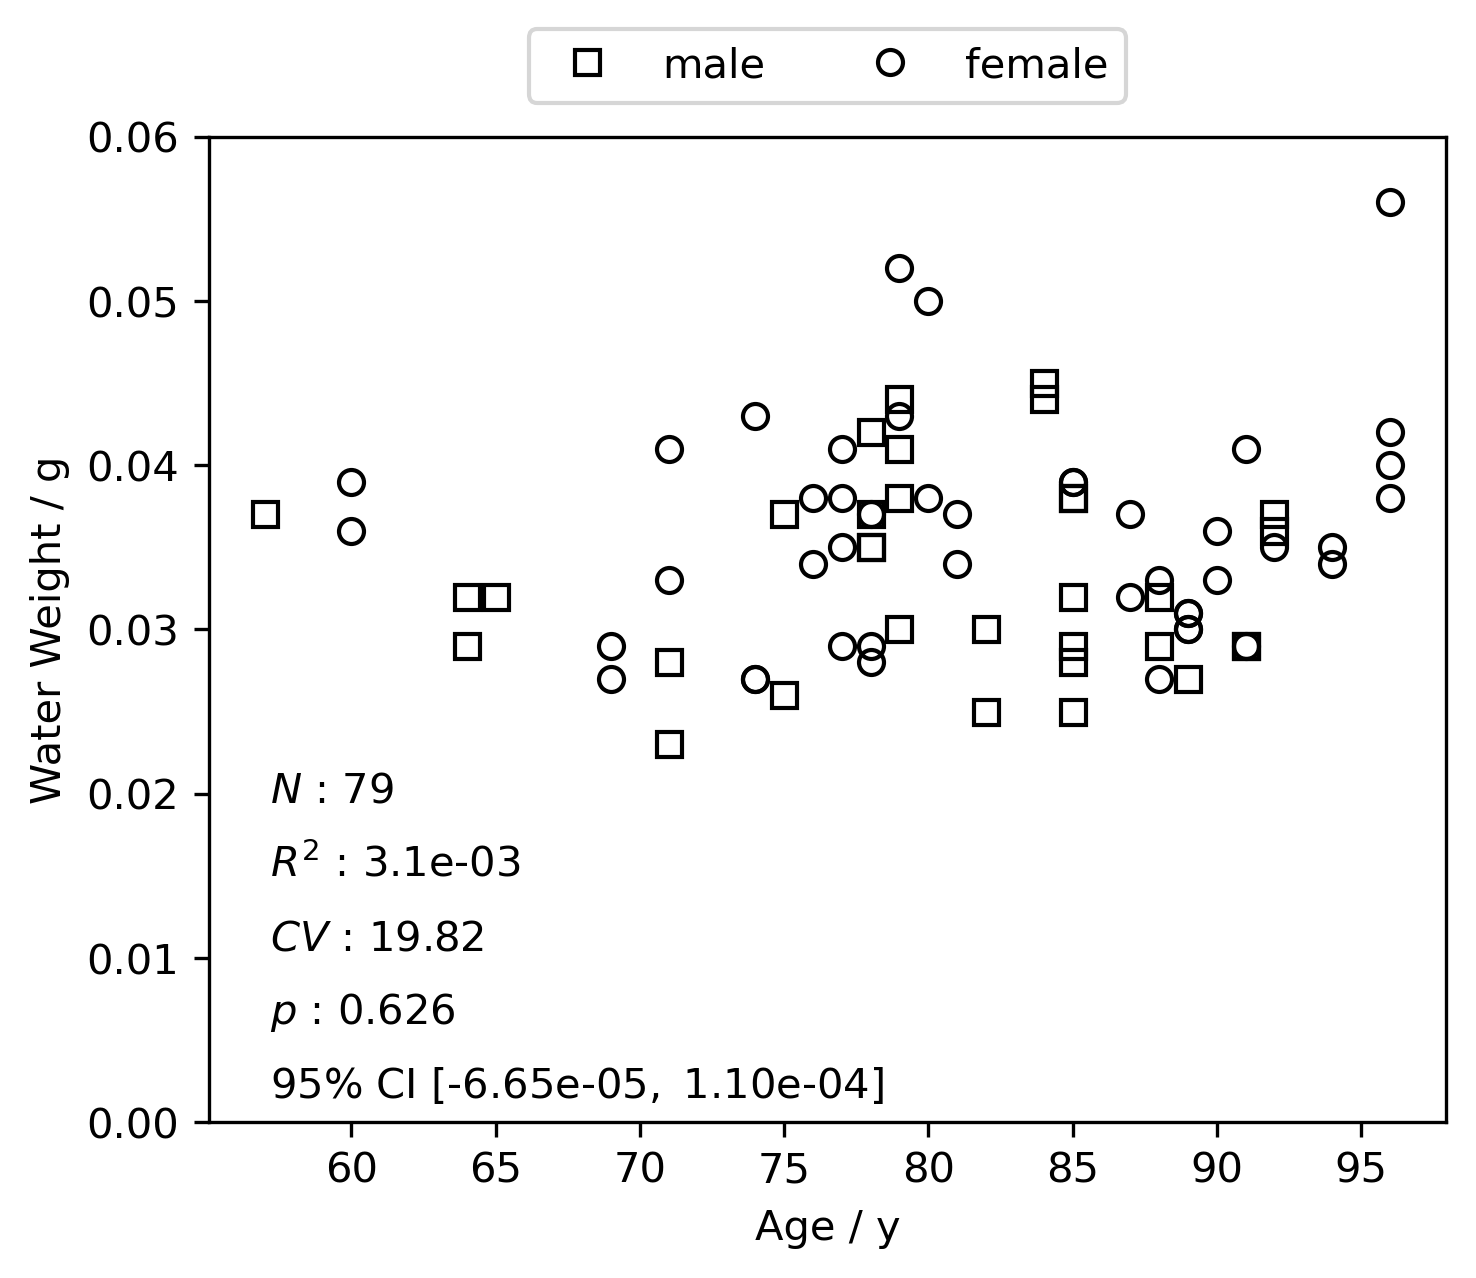 male female
0.06
0.05
0.04
0.03
0.02
0.01
0.00
Water Weight / g
N : 79
R² : 3.1e-03
CV : 19.82
p : 0.626
95% CI [-6.65e-05, 1.10e-04]
60 65 70 75 80 85 90 95
Age / y